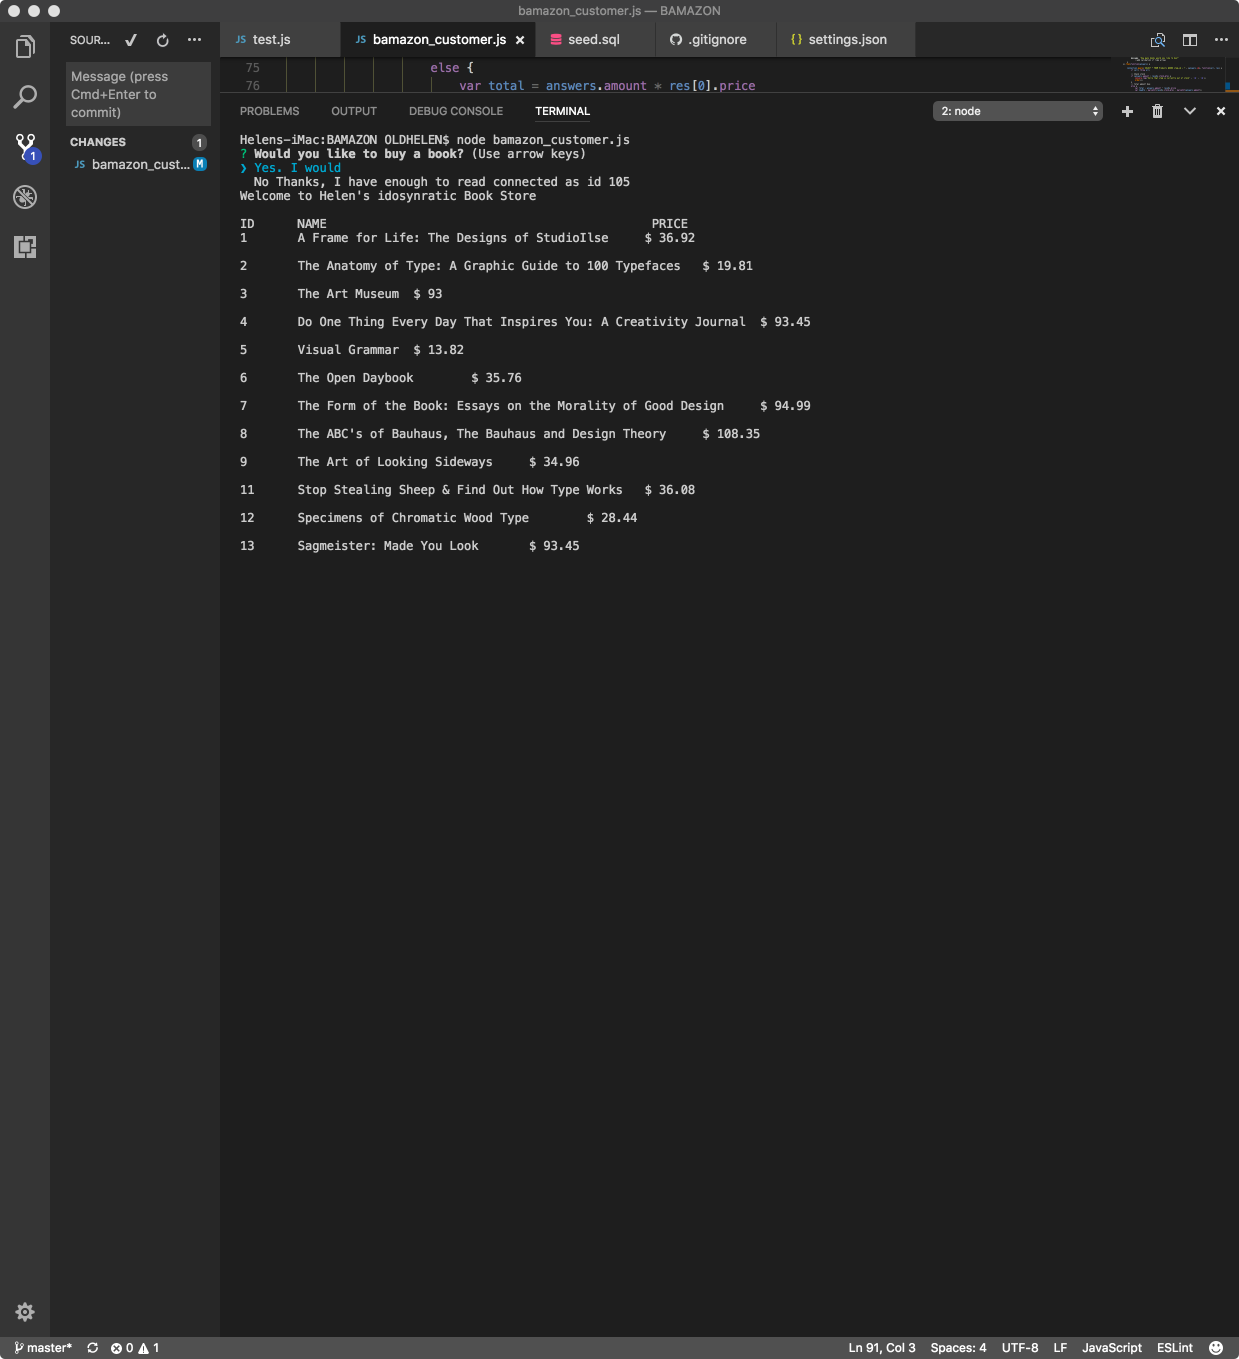 bamazon_customer.js — BAMAZON
SOUR...
JS test.js
JS bamazon_customer.js
seed.sql
.gitignore
{} settings.json
Message (press
Cmd+Enter to
commit)
CHANGES 1
JS bamazon_cust... M
1
75 else {
76 var total = answers.amount * res[0].price
PROBLEMS OUTPUT DEBUG CONSOLE TERMINAL 2: node
Helens-iMac:BAMAZON OLDHELEN$ node bamazon_customer.js
? Would you like to buy a book? (Use arrow keys)
❯ Yes. I would
No Thanks, I have enough to read connected as id 105
Welcome to Helen's idosynratic Book Store
ID NAME PRICE
1 A Frame for Life: The Designs of StudioIlse $ 36.92
2 The Anatomy of Type: A Graphic Guide to 100 Typefaces $ 19.81
3 The Art Museum $ 93
4 Do One Thing Every Day That Inspires You: A Creativity Journal $ 93.45
5 Visual Grammar $ 13.82
6 The Open Daybook $ 35.76
7 The Form of the Book: Essays on the Morality of Good Design $ 94.99
8 The ABC's of Bauhaus, The Bauhaus and Design Theory $ 108.35
9 The Art of Looking Sideways $ 34.96
11 Stop Stealing Sheep & Find Out How Type Works $ 36.08
12 Specimens of Chromatic Wood Type $ 28.44
13 Sagmeister: Made You Look $ 93.45
master* 0 1 Ln 91, Col 3 Spaces: 4 UTF-8 LF JavaScript ESLint